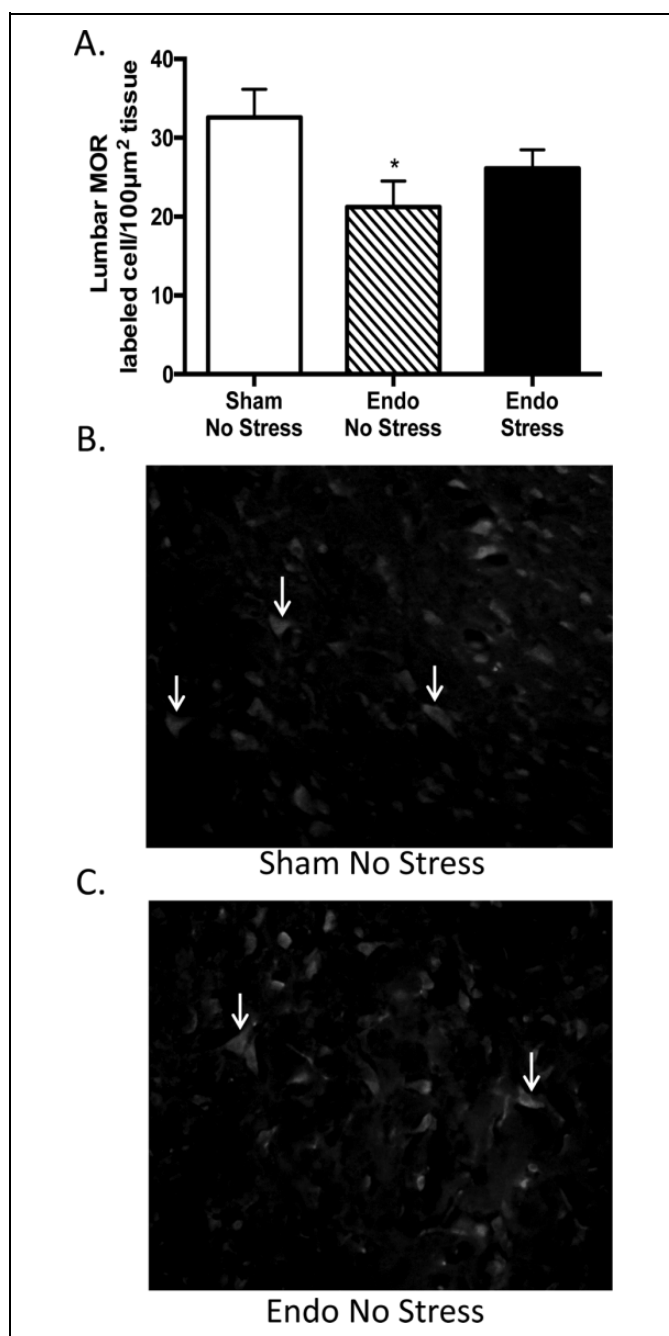 A.
40
30
20
10
0
Lumbar MOR
labeled cell/100µm² tissue
*
Sham
No Stress
Endo
No Stress
Endo
Stress
B.
Sham No Stress
C.
Endo No Stress